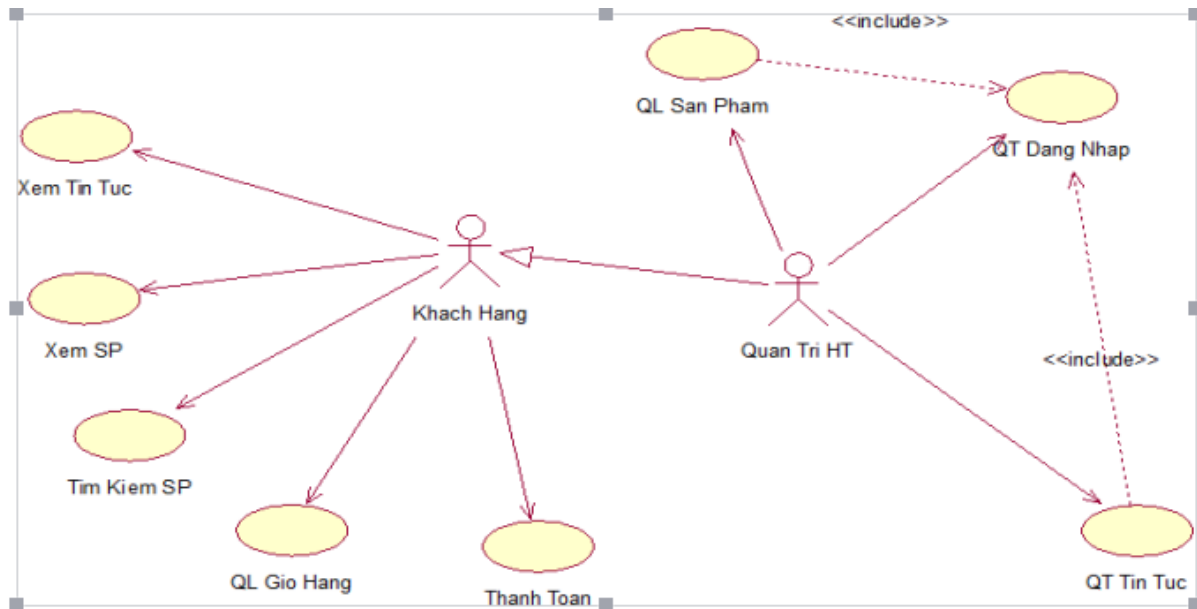 <<include>>
QL San Pham
QT Dang Nhap
Xem Tin Tuc
Khach Hang
Quan Tri HT
Xem SP
<<include>>
Tim Kiem SP
QL Gio Hang
Thanh Toan
QT Tin Tuc